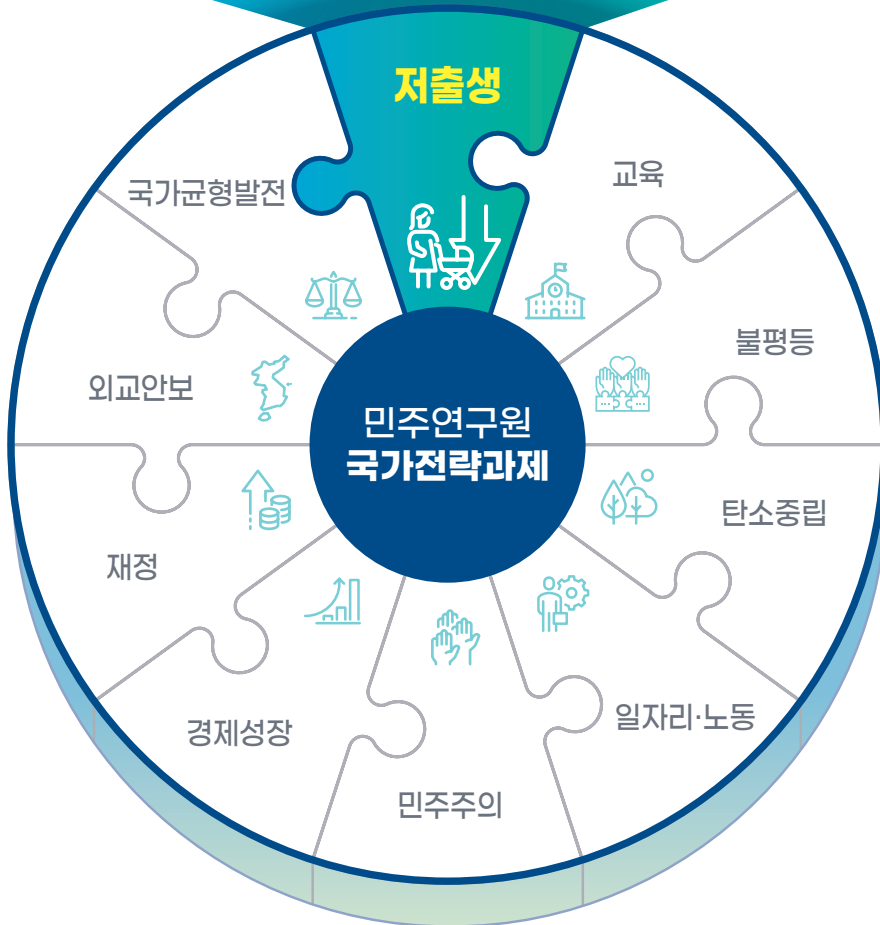 저출생
교육
불평등
탄소중립
일자리·노동
민주주의
경제성장
재정
외교안보
국가균형발전
민주연구원
국가전략과제